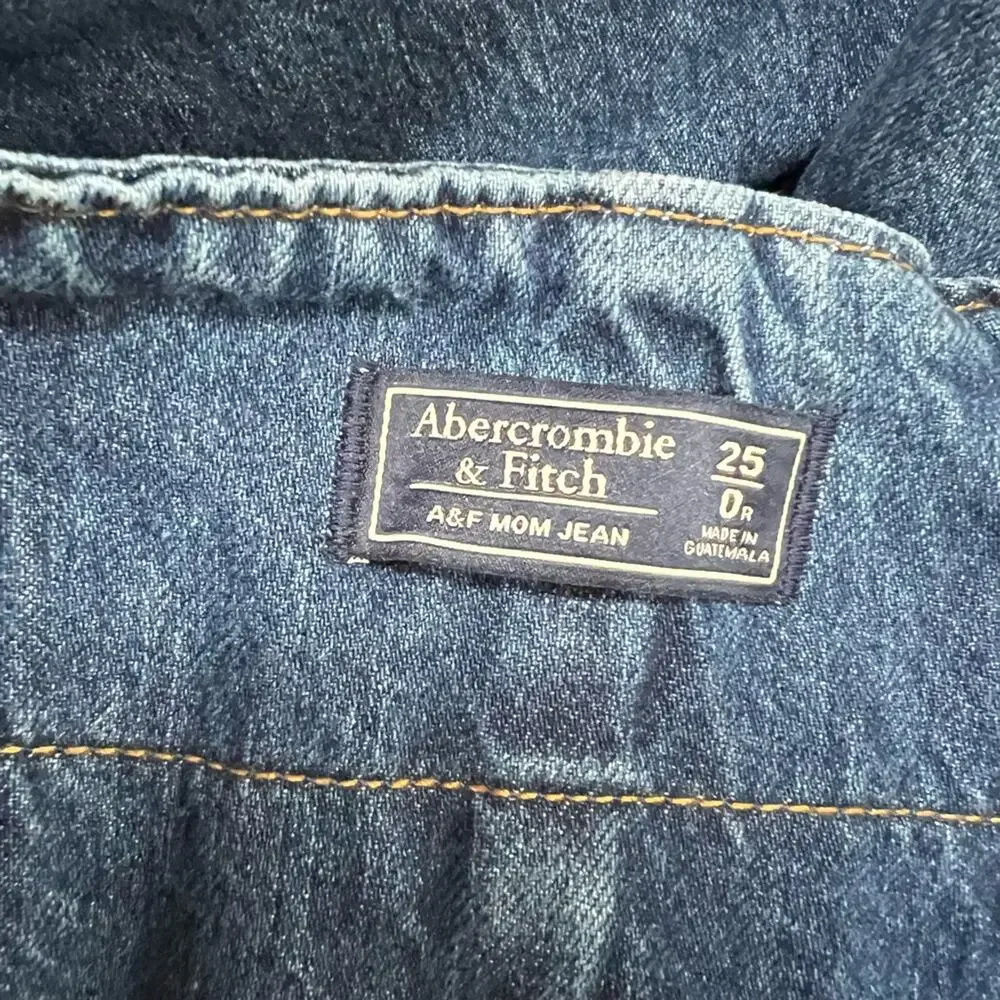 Abercrombie
& Fitch
A&F MOM JEAN
25
0R
MADE IN
GUATEMALA